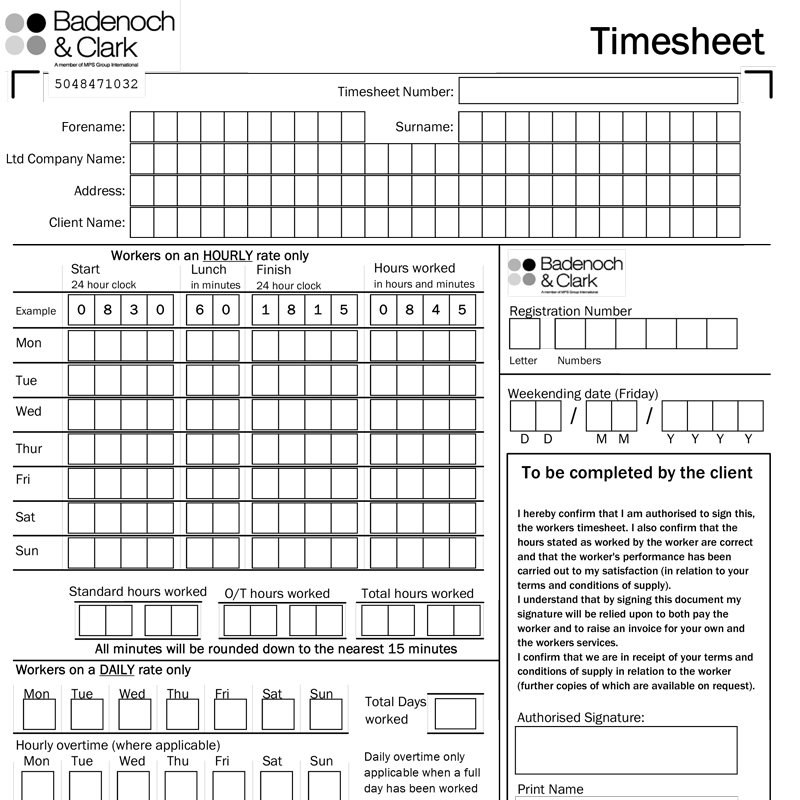 Badenoch
& Clark
A member of MPS Group International
Timesheet
5048471032
Timesheet Number:
Forename: Surname:
Ltd Company Name:
Address:
Client Name:
Workers on an HOURLY rate only
Start Lunch Finish Hours worked
24 hour clock in minutes 24 hour clock in hours and minutes
Example 0 8 3 0 6 0 1 8 1 5 0 8 4 5
Mon
Tue
Wed
Thur
Fri
Sat
Sun
Standard hours worked O/T hours worked Total hours worked
All minutes will be rounded down to the nearest 15 minutes
Workers on a DAILY rate only
Mon Tue Wed Thu Fri Sat Sun
Total Days
worked
Hourly overtime (where applicable)
Mon Tue Wed Thu Fri Sat Sun
Daily overtime only
applicable when a full
day has been worked
Badenoch
& Clark
A member of MPS Group International
Registration Number
Letter Numbers
Weekending date (Friday)
/ /
D D M M Y Y Y Y
To be completed by the client
I hereby confirm that I am authorised to sign this,
the workers timesheet. I also confirm that the
hours stated as worked by the worker are correct
and that the worker's performance has been
carried out to my satisfaction (in relation to your
terms and conditions of supply).
I understand that by signing this document my
signature will be relied upon to both pay the
worker and to raise an invoice for your own and
the workers services.
I confirm that we are in receipt of your terms and
conditions of supply in relation to the worker
(further copies of which are available on request).
Authorised Signature:
Print Name